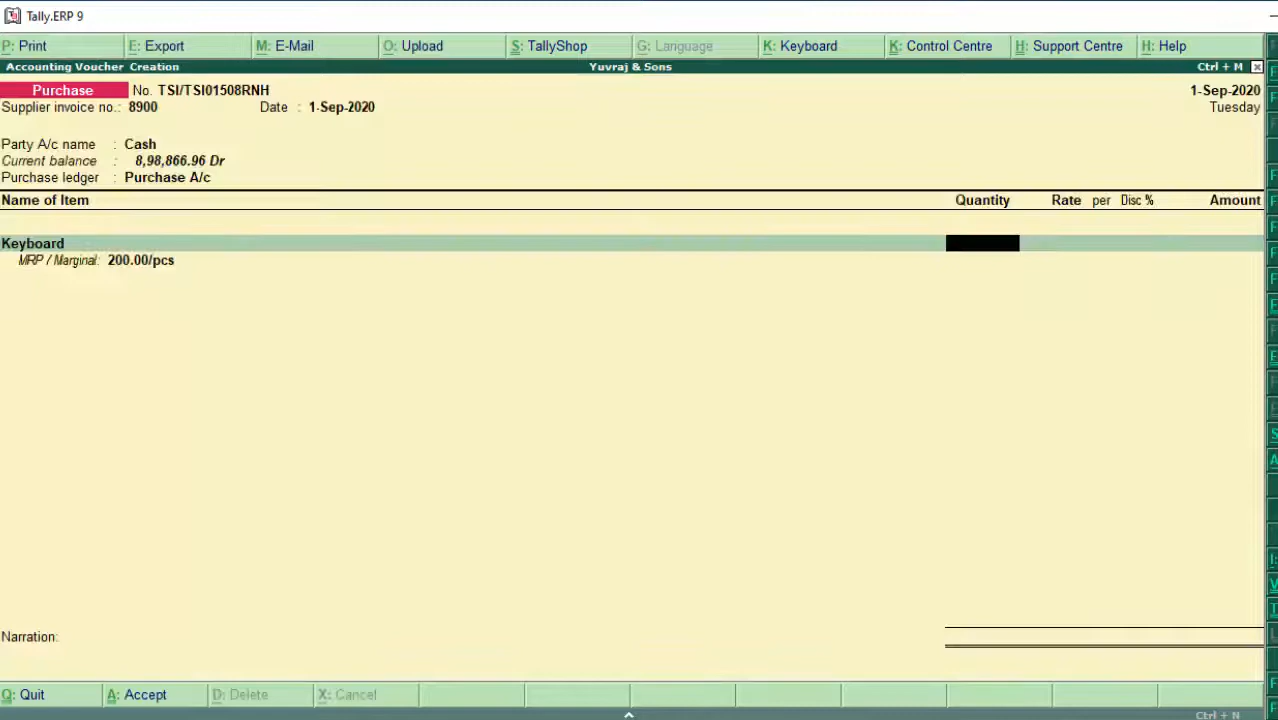 Tally.ERP 9
P: Print E: Export M: E-Mail O: Upload S: TallyShop G: Language K: Keyboard K: Control Centre H: Support Centre H: Help
Accounting Voucher Creation Yuvraj & Sons Ctrl + M
Purchase No. TSI/TSI01508RNH 1-Sep-2020
Supplier invoice no.: 8900 Date : 1-Sep-2020 Tuesday
Party A/c name : Cash
Current balance : 8,98,866.96 Dr
Purchase ledger : Purchase A/c
Name of Item Quantity Rate per Disc % Amount
Keyboard
MRP / Marginal: 200.00/pcs
Narration:
Q: Quit A: Accept D: Delete X: Cancel
Ctrl + N